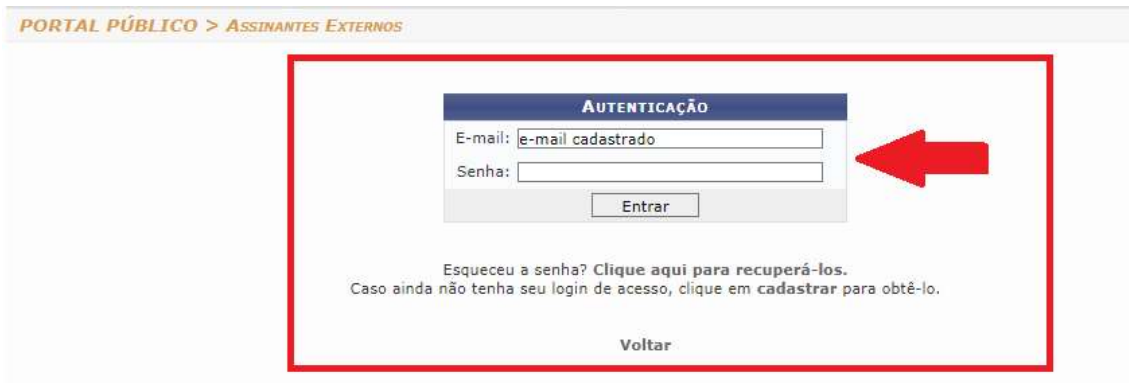 PORTAL PÚBLICO > ASSINANTES EXTERNOS
AUTENTICAÇÃO
E-mail: e-mail cadastrado
Senha:
Entrar
Esqueceu a senha? Clique aqui para recuperá-los.
Caso ainda não tenha seu login de acesso, clique em cadastrar para obtê-lo.
Voltar